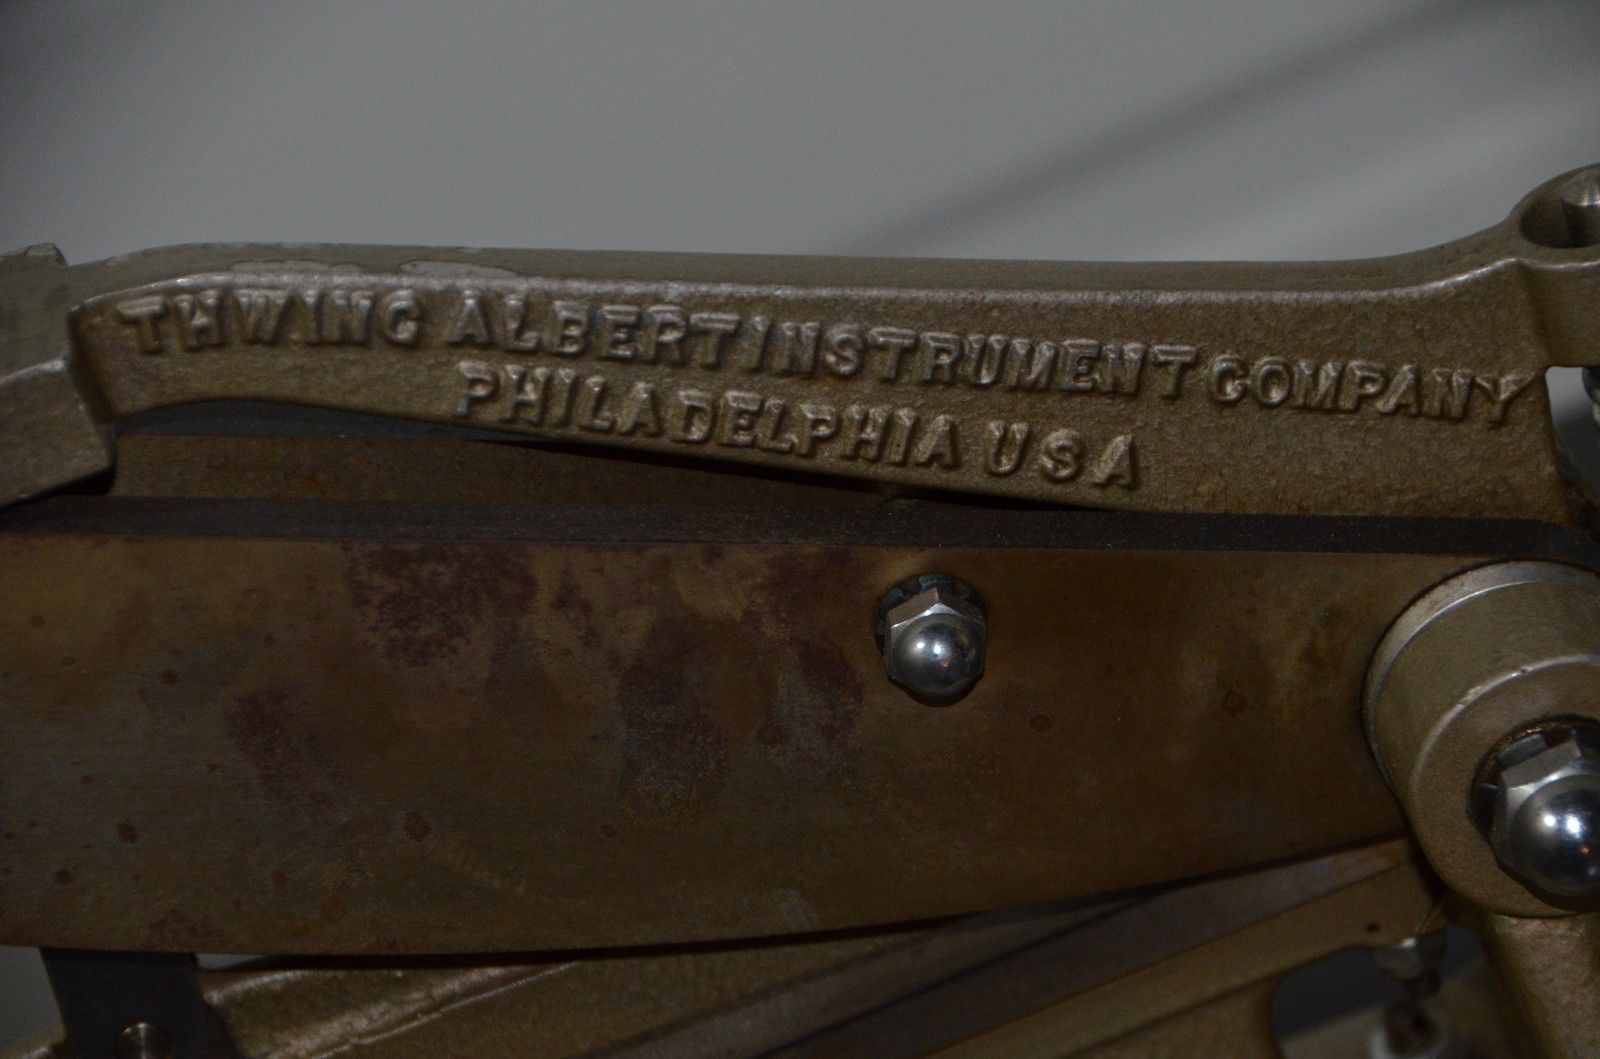 THWING ALBERT INSTRUMENT COMPANY
PHILADELPHIA USA